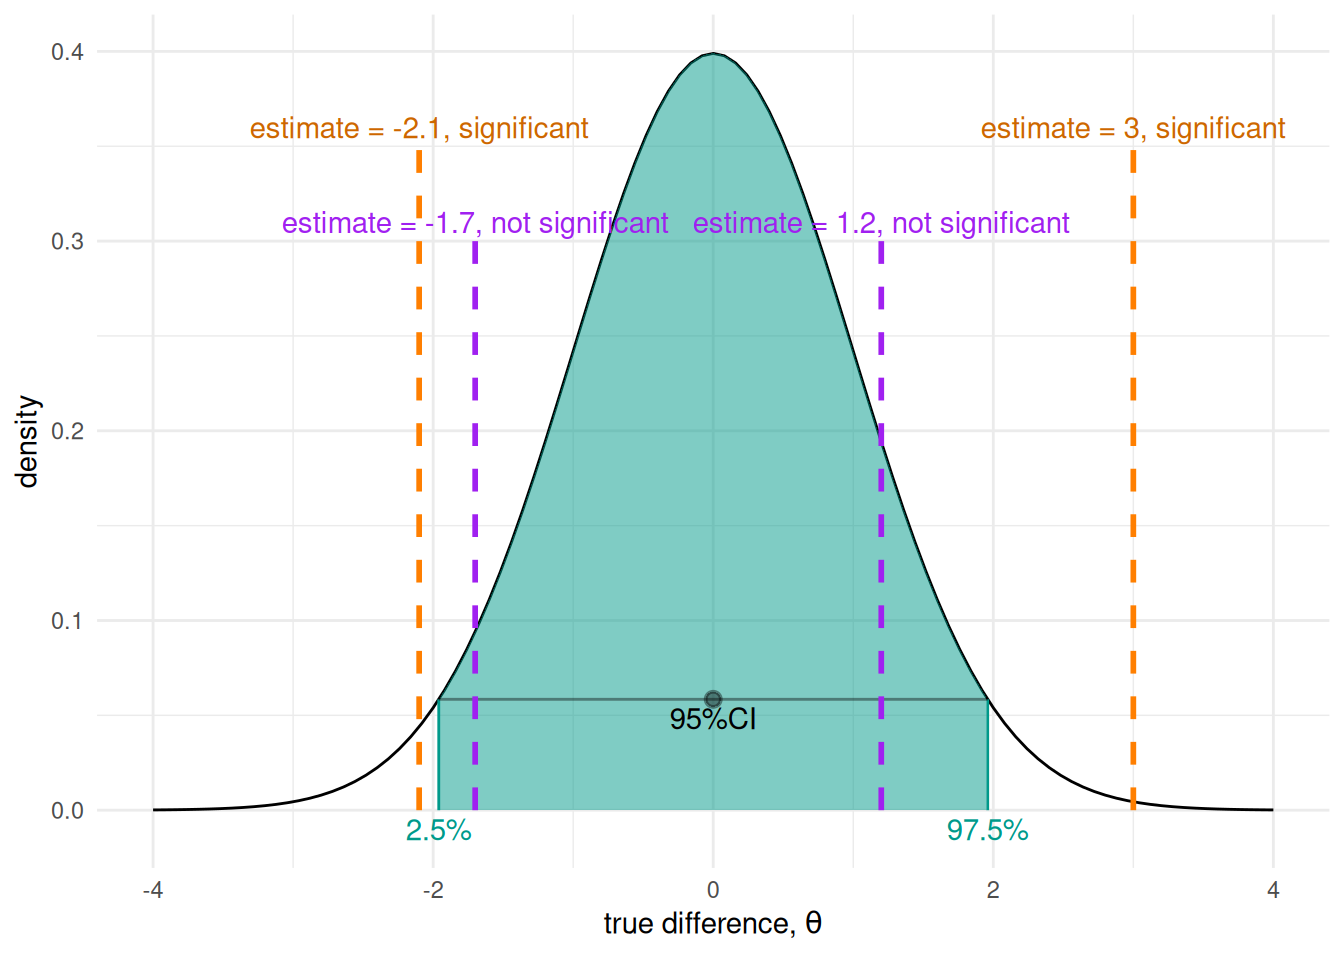 0.4
estimate = -2.1, significant
estimate = 3, significant
estimate = -1.7, not significant
estimate = 1.2, not significant
0.3
density
0.2
0.1
95%CI
0.0
2.5%
97.5%
-4
-2
0
2
4
true difference, θ